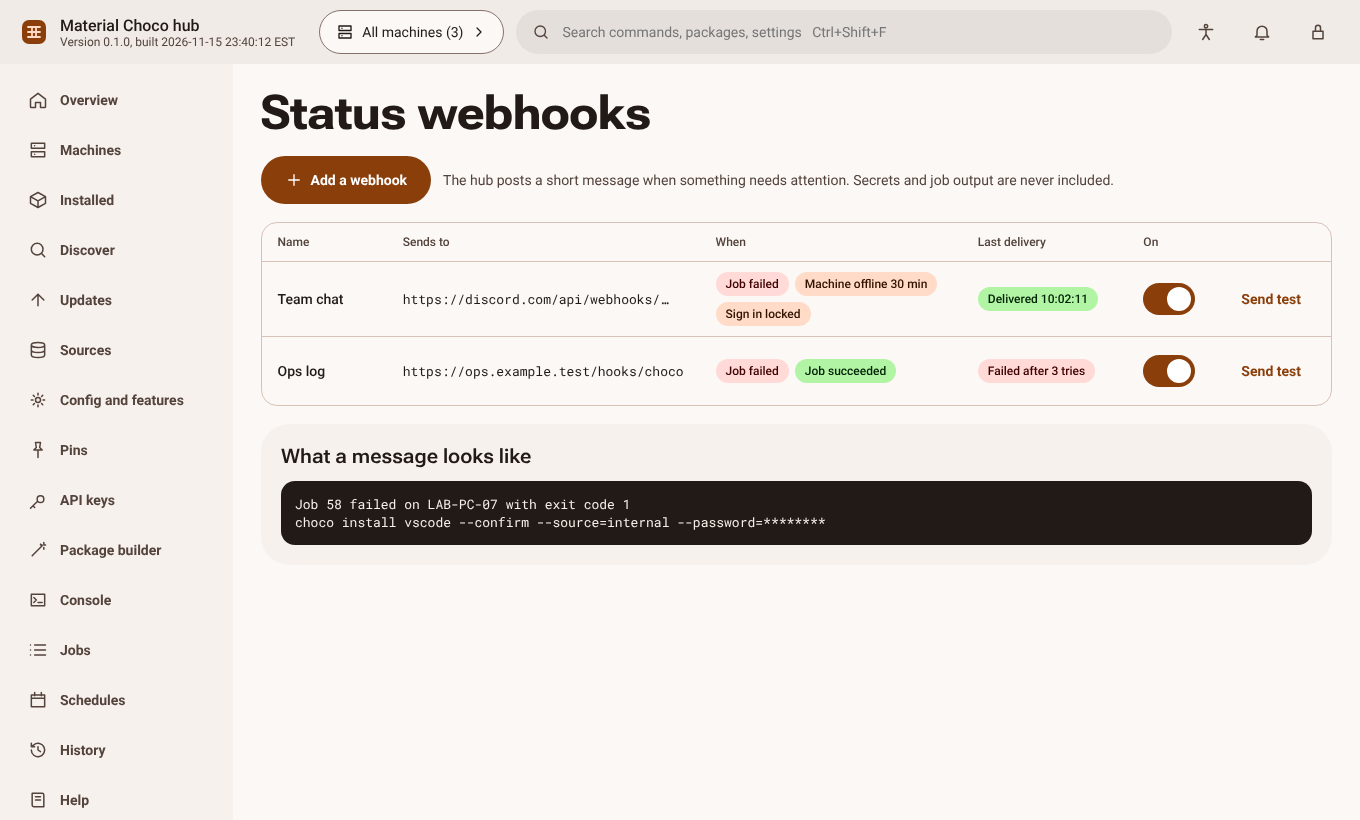 Material Choco hub
Version 0.1.0, built 2026-11-15 23:40:12 EST
All machines (3)
Search commands, packages, settings Ctrl+Shift+F
Overview
Machines
Installed
Discover
Updates
Sources
Config and features
Pins
API keys
Package builder
Console
Jobs
Schedules
History
Help
Status webhooks
Add a webhook
The hub posts a short message when something needs attention. Secrets and job output are never included.
Name Sends to When Last delivery On
Team chat https://discord.com/api/webhooks/… Job failed Machine offline 30 min Delivered 10:02:11 Send test
Sign in locked
Ops log https://ops.example.test/hooks/choco Job failed Job succeeded Failed after 3 tries Send test
What a message looks like
Job 58 failed on LAB-PC-07 with exit code 1
choco install vscode --confirm --source=internal --password=********